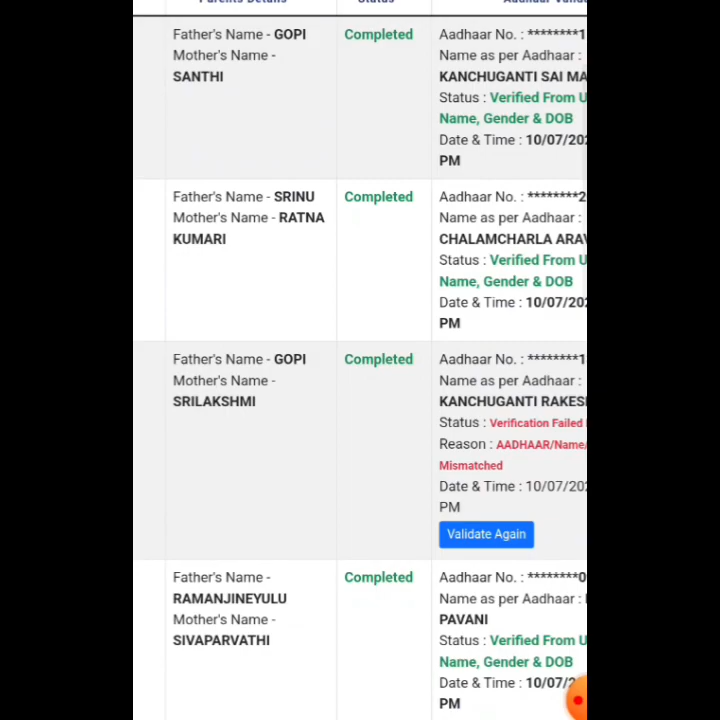 Father's Name - GOPI
Mother's Name -
SANTHI
Completed
Aadhaar No. : ********1
Name as per Aadhaar :
KANCHUGANTI SAI MA
Status : Verified From U
Name, Gender & DOB
Date & Time : 10/07/202
PM
Father's Name - SRINU
Mother's Name - RATNA
KUMARI
Completed
Aadhaar No. : ********2
Name as per Aadhaar :
CHALAMCHARLA ARAV
Status : Verified From U
Name, Gender & DOB
Date & Time : 10/07/202
PM
Father's Name - GOPI
Mother's Name -
SRILAKSHMI
Completed
Aadhaar No. : ********1
Name as per Aadhaar :
KANCHUGANTI RAKES
Status : Verification Failed
Reason : AADHAAR/Name/
Mismatched
Date & Time : 10/07/202
PM
Validate Again
Father's Name -
RAMANJINEYULU
Mother's Name -
SIVAPARVATHI
Completed
Aadhaar No. : ********0
Name as per Aadhaar :
PAVANI
Status : Verified From U
Name, Gender & DOB
Date & Time : 10/07/2
PM